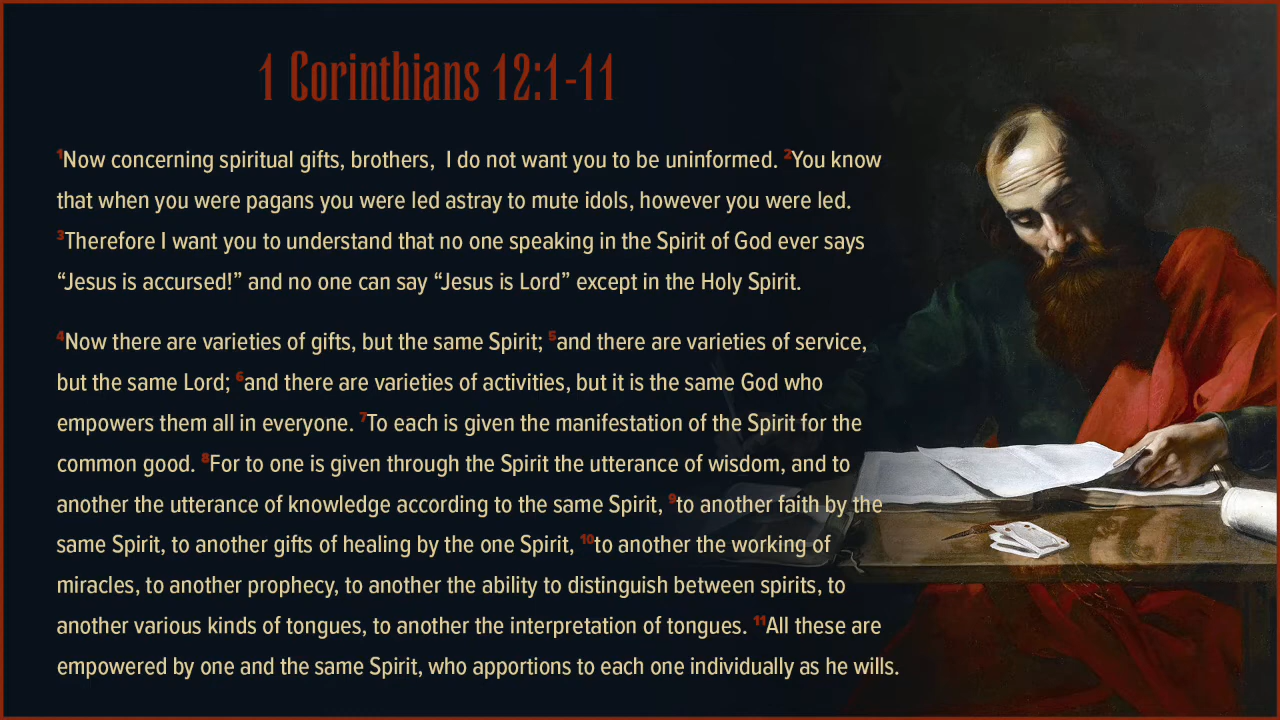 1 Corinthians 12:1-11
1Now concerning spiritual gifts, brothers,  I do not want you to be uninformed. 2You know
that when you were pagans you were led astray to mute idols, however you were led.
3Therefore I want you to understand that no one speaking in the Spirit of God ever says
“Jesus is accursed!” and no one can say “Jesus is Lord” except in the Holy Spirit.
4Now there are varieties of gifts, but the same Spirit; 5and there are varieties of service,
but the same Lord; 6and there are varieties of activities, but it is the same God who
empowers them all in everyone. 7To each is given the manifestation of the Spirit for the
common good. 8For to one is given through the Spirit the utterance of wisdom, and to
another the utterance of knowledge according to the same Spirit, 9to another faith by the
same Spirit, to another gifts of healing by the one Spirit, 10to another the working of
miracles, to another prophecy, to another the ability to distinguish between spirits, to
another various kinds of tongues, to another the interpretation of tongues. 11All these are
empowered by one and the same Spirit, who apportions to each one individually as he wills.